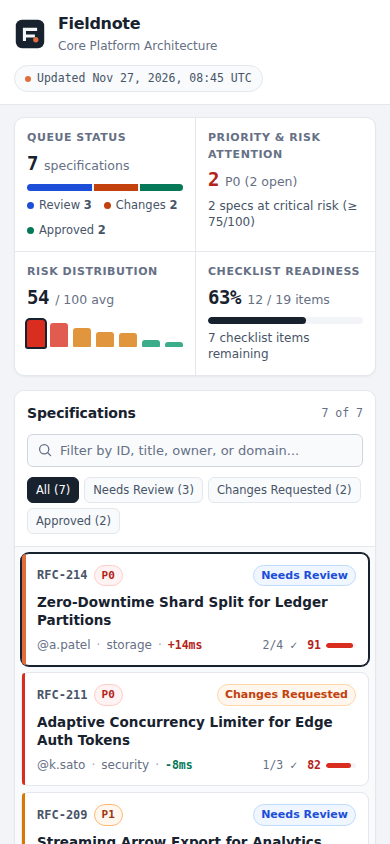 Fieldnote
Core Platform Architecture
Updated Nov 27, 2026, 08:45 UTC
QUEUE STATUS
7 specifications
Review 3 Changes 2
Approved 2
PRIORITY & RISK
ATTENTION
2 P0 (2 open)
2 specs at critical risk (≥
75/100)
RISK DISTRIBUTION
54 / 100 avg
CHECKLIST READINESS
63% 12 / 19 items
7 checklist items
remaining
Specifications 7 of 7
Filter by ID, title, owner, or domain...
All (7) Needs Review (3) Changes Requested (2)
Approved (2)
RFC-214 P0 Needs Review
Zero-Downtime Shard Split for Ledger
Partitions
@a.patel · storage · +14ms 2/4 ✓ 91
RFC-211 P0 Changes Requested
Adaptive Concurrency Limiter for Edge
Auth Tokens
@k.sato · security · -8ms 1/3 ✓ 82
RFC-209 P1 Needs Review
Streaming Arrow Export for Analytics